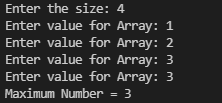 Enter the size: 4
Enter value for Array: 1
Enter value for Array: 2
Enter value for Array: 3
Enter value for Array: 3
Maximum Number = 3